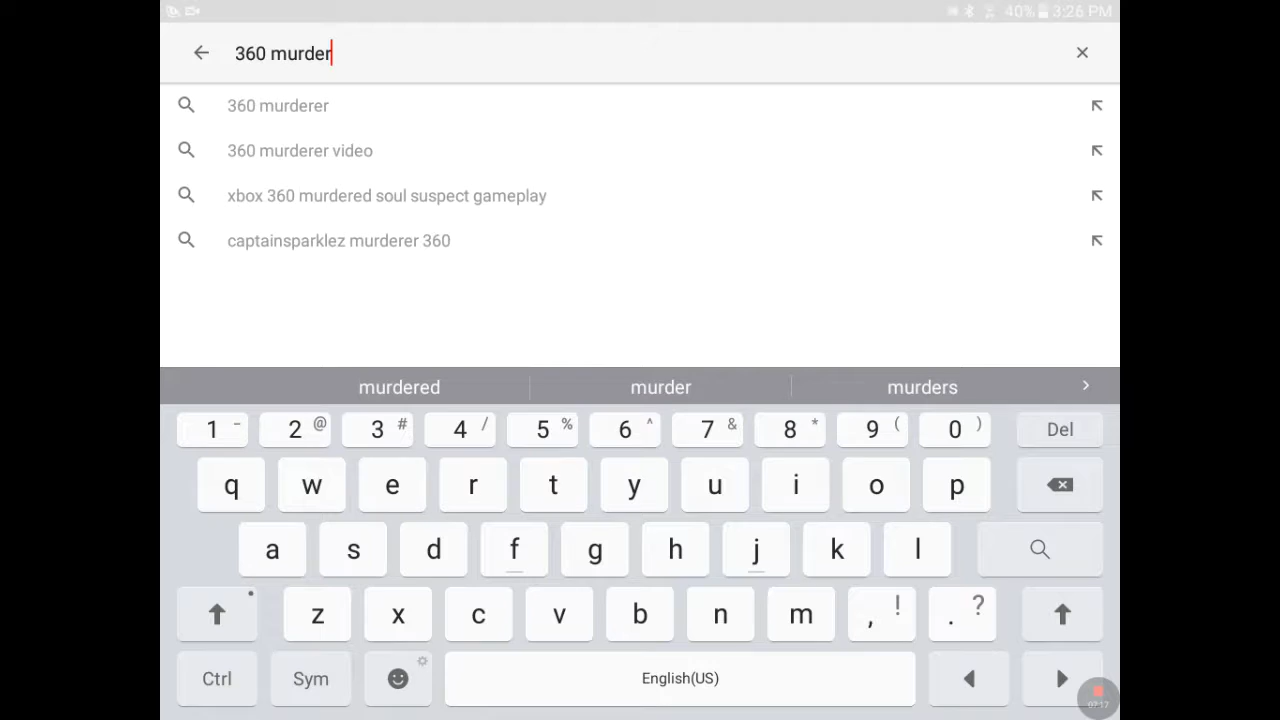 40% 3:26 PM
360 murder
360 murderer
360 murderer video
xbox 360 murdered soul suspect gameplay
captainsparklez murderer 360
murdered murder murders
1 - 2 @ 3 # 4 / 5 % 6 ^ 7 & 8 * 9 ( 0 ) Del
q w e r t y u i o p
a s d f g h j k l
z x c v b n m , ! . ?
Ctrl Sym English(US)
07:17